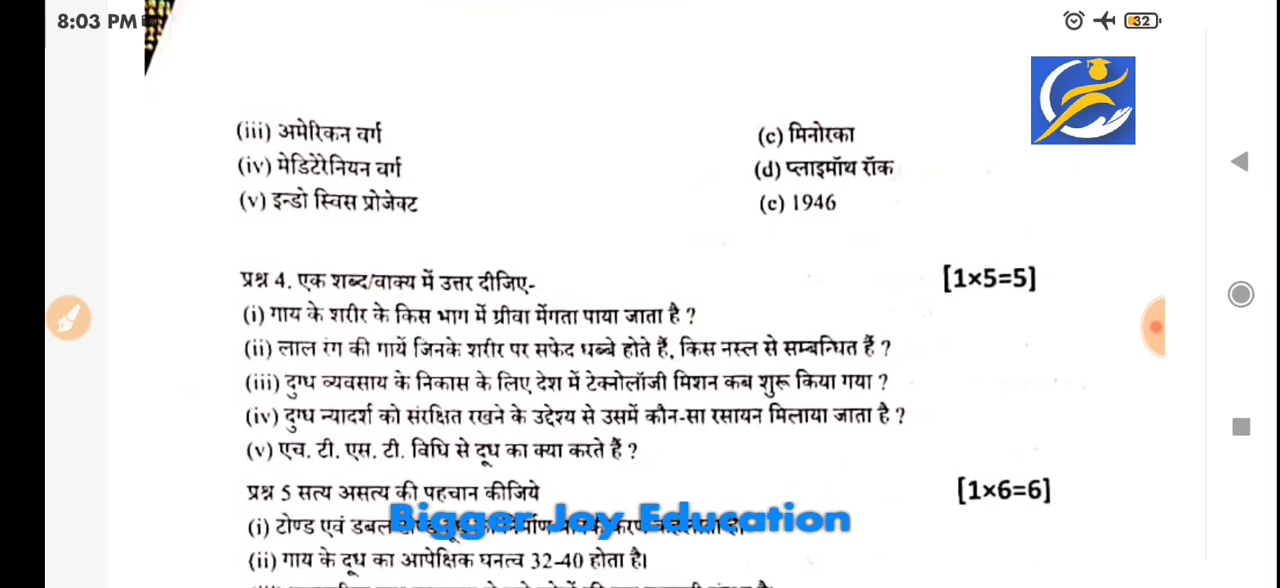 8:03 PM
32
(iii) अमेरिकन वर्ग (c) मिनोरका
(iv) मेडिटेरेनियन वर्ग (d) प्लाइमॉथ रॉक
(v) इन्डो स्विस प्रोजेक्ट (c) 1946
प्रश्न 4. एक शब्द/वाक्य में उत्तर दीजिए- [1×5=5]
(i) गाय के शरीर के किस भाग में ग्रीवा मेंगता पाया जाता है ?
(ii) लाल रंग की गायें जिनके शरीर पर सफेद धब्बे होते हैं, किस नस्ल से सम्बन्धित हैं ?
(iii) दुग्ध व्यवसाय के निकास के लिए देश में टेक्नोलॉजी मिशन कब शुरू किया गया ?
(iv) दुग्ध न्यादर्श को संरक्षित रखने के उद्देश्य से उसमें कौन-सा रसायन मिलाया जाता है ?
(v) एच. टी. एस. टी. विधि से दूध का क्या करते हैं ?
प्रश्न 5 सत्य असत्य की पहचान कीजिये [1×6=6]
(i) टोण्ड एवं डबल
Bigger Joy Education
(ii) गाय के दूध का आपेक्षिक घनत्व 32-40 होता है।